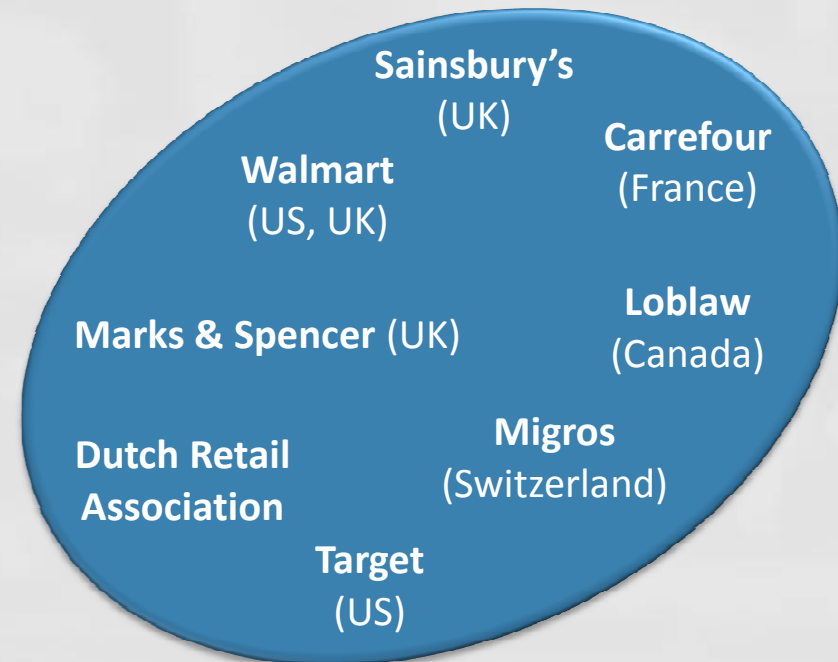 Sainsbury’s
(UK)
Carrefour
(France)
Walmart
(US, UK)
Loblaw
(Canada)
Marks & Spencer (UK)
Migros
(Switzerland)
Dutch Retail
Association
Target
(US)